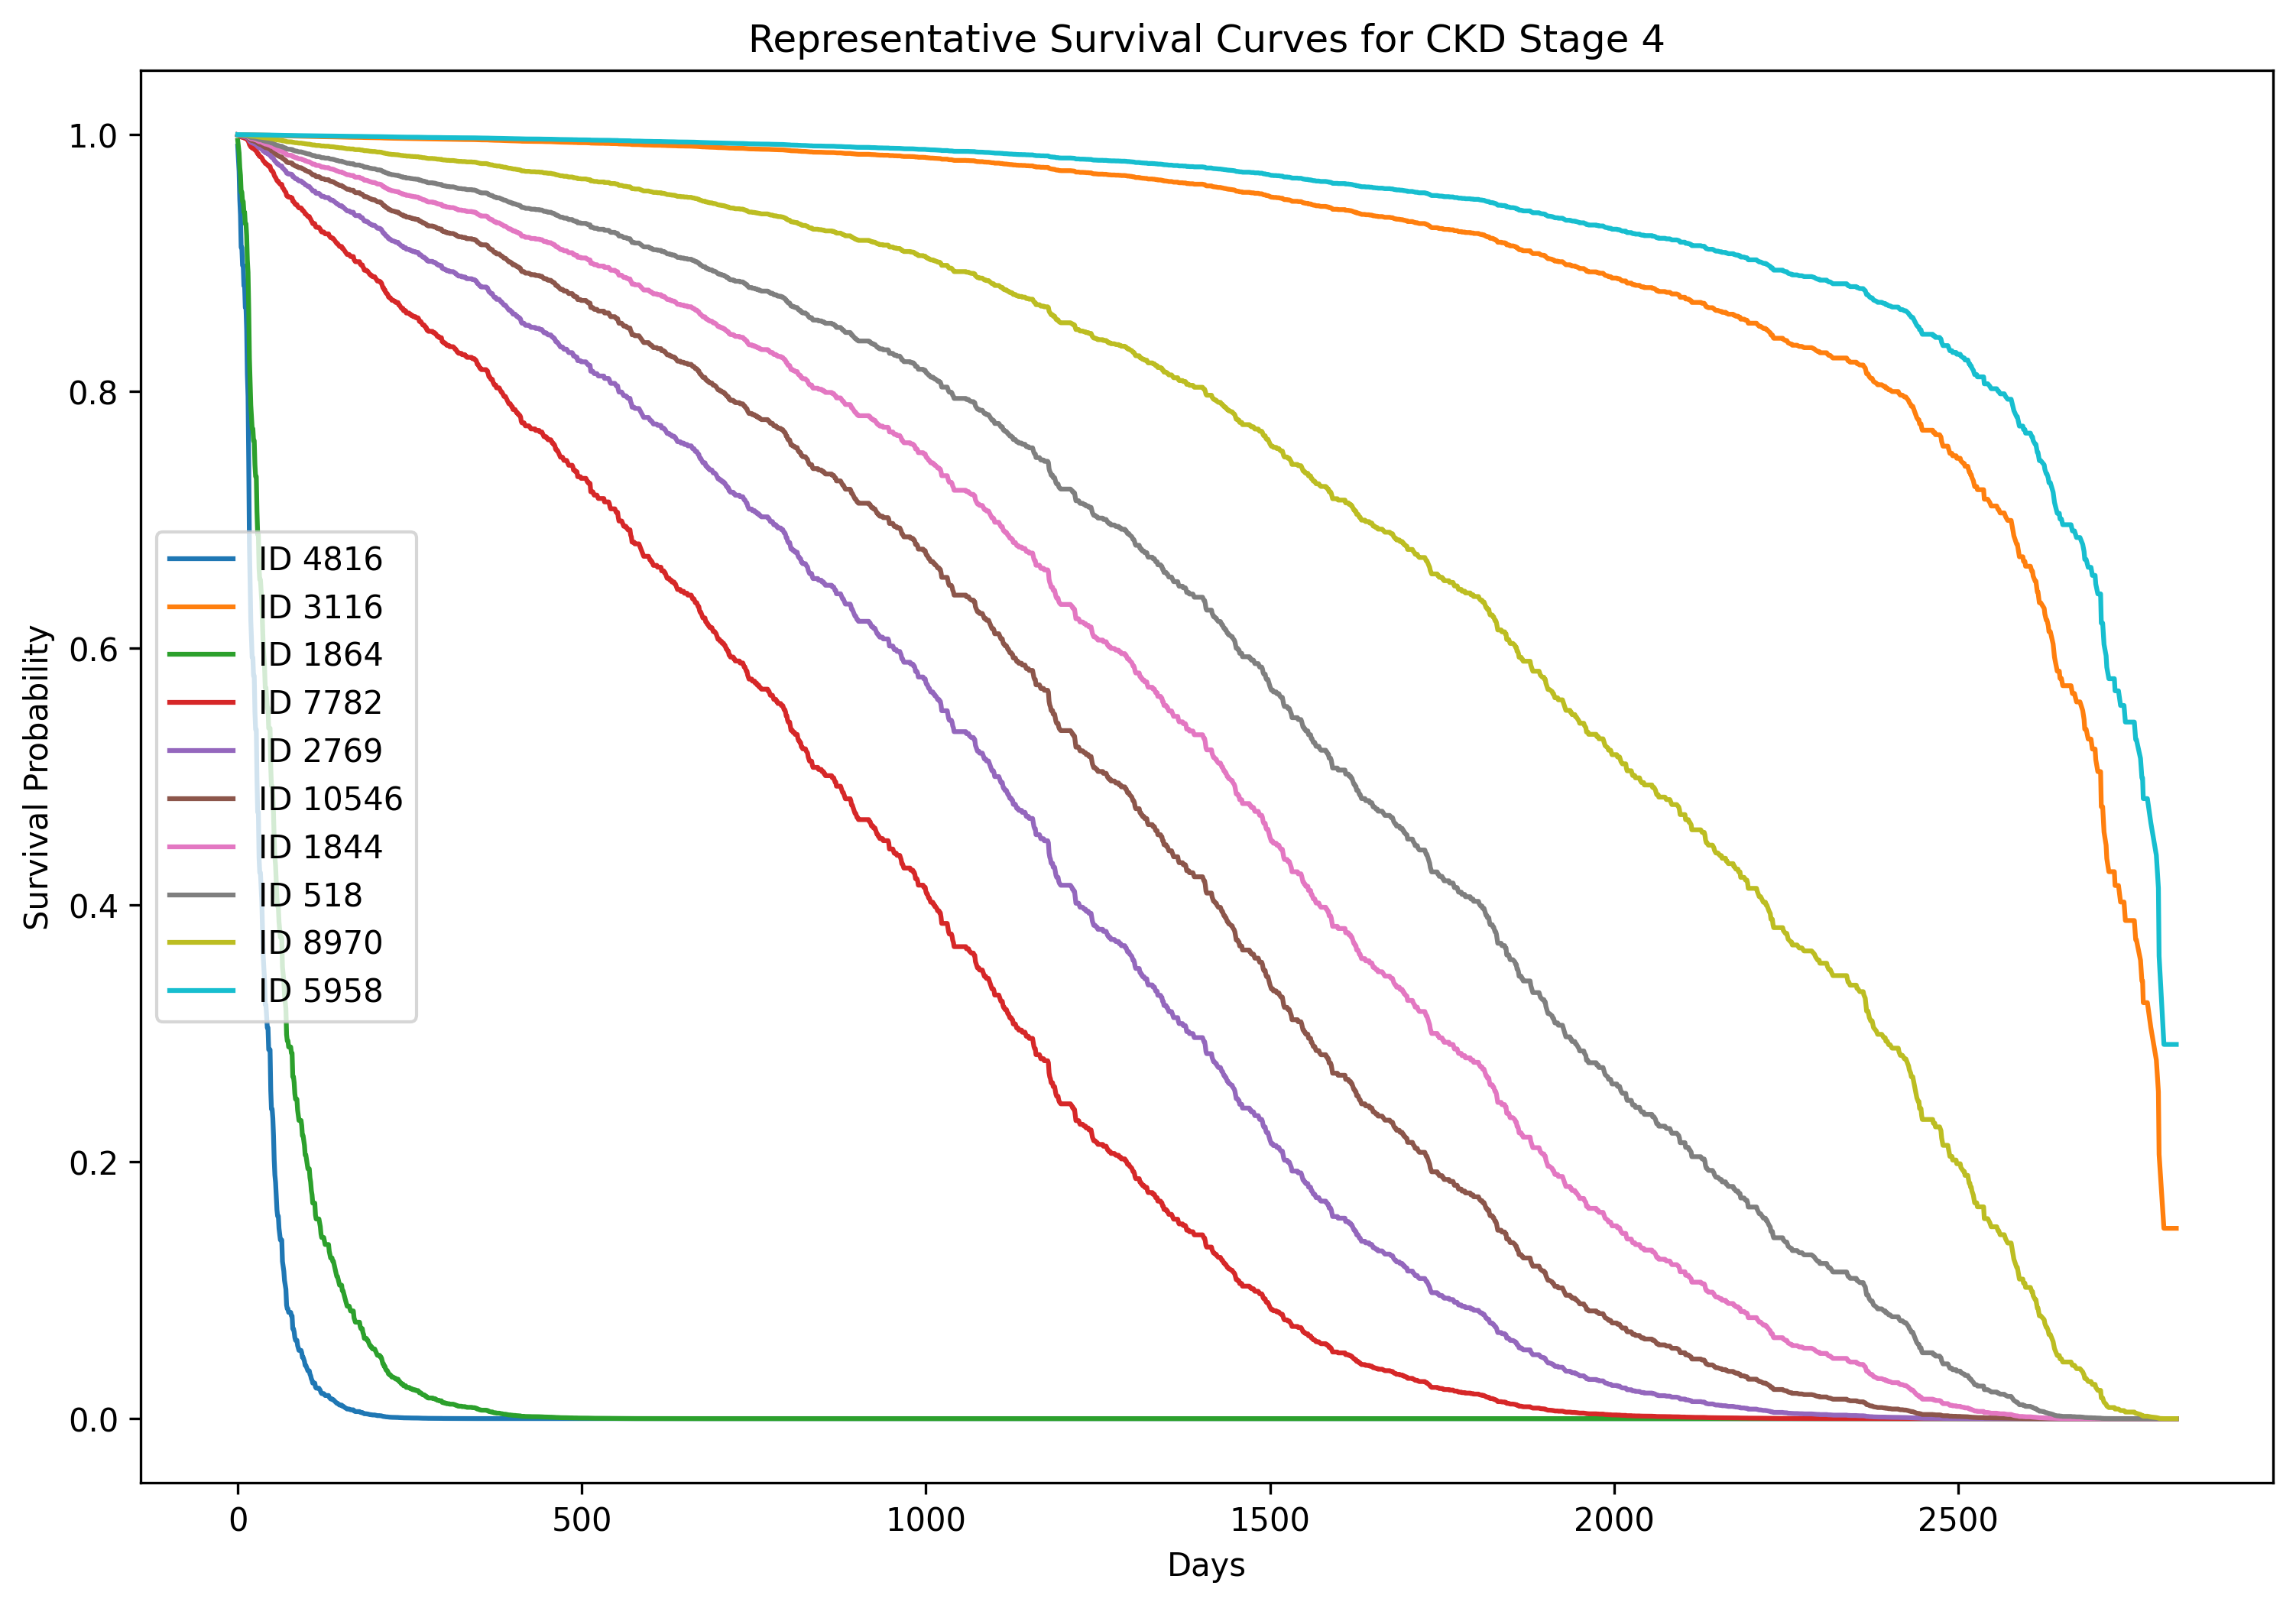 Representative Survival Curves for CKD Stage 4
Survival Probability
1.0
0.8
0.6
0.4
0.2
0.0
ID 4816
ID 3116
ID 1864
ID 7782
ID 2769
ID 10546
ID 1844
ID 518
ID 8970
ID 5958
0 500 1000 1500 2000 2500
Days